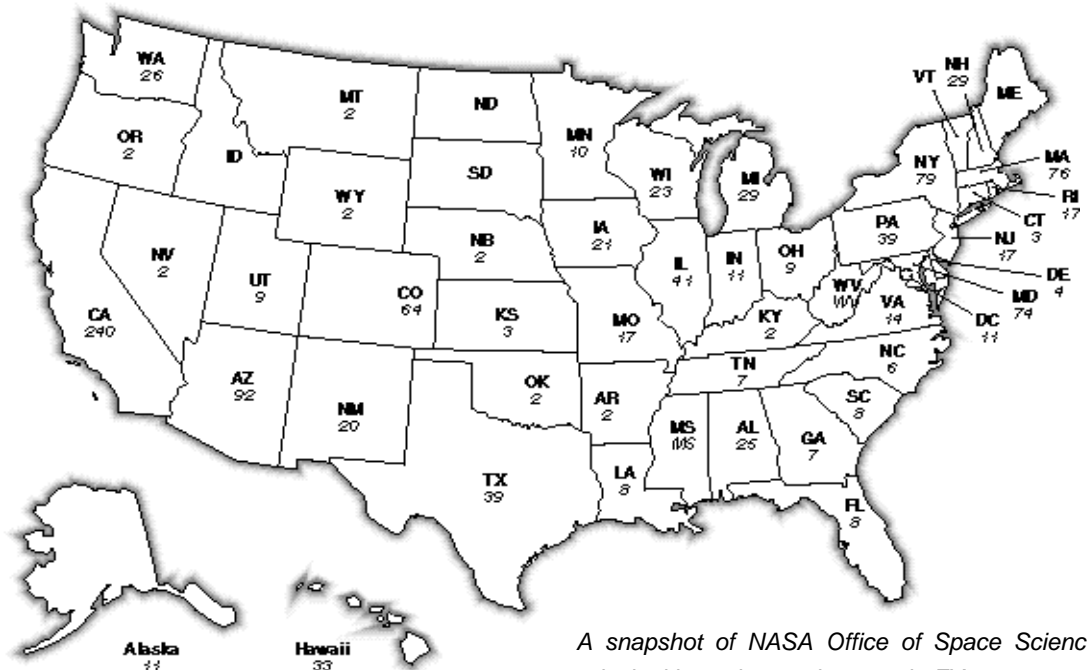 WA
26
OR
2
CA
240
ID
NV
2
MT
2
WY
2
UT
9
AZ
92
CO
64
NM
20
ND
SD
NB
2
KS
3
OK
2
TX
39
MN
10
IA
21
MO
17
AR
2
LA
8
WI
23
IL
41
MI
29
IN
11
OH
9
KY
2
TN
7
MS
MS
AL
25
GA
7
FL
8
SC
8
NC
6
VA
14
WV
WV
PA
39
NY
79
VT
NH
29
ME
MA
76
RI
17
CT
3
NJ
17
DE
4
MD
74
DC
11
Alaska
11
Hawaii
33
A snapshot of NASA Office of Space Scienc